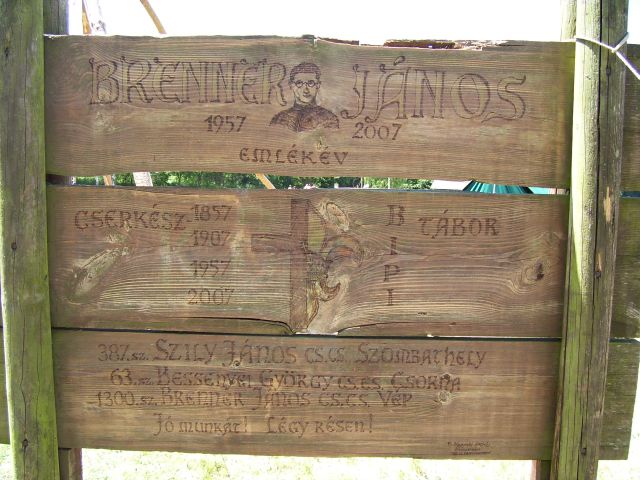 BRENNER JÁNOS
1957 2007
EMLÉKÉV
CSERKÉSZ 1857
1907
1957
2007
BIPI
TÁBOR
387.sz. SZILY JÁNOS CS.CS. SZOMBATHELY
63.sz. BESSENYEI GYÖRGY CS.CS. CSORNA
1300.sz. BRENNER JÁNOS CS.CS. VÉP
JÓ MUNKÁT! LÉGY RÉSEN!